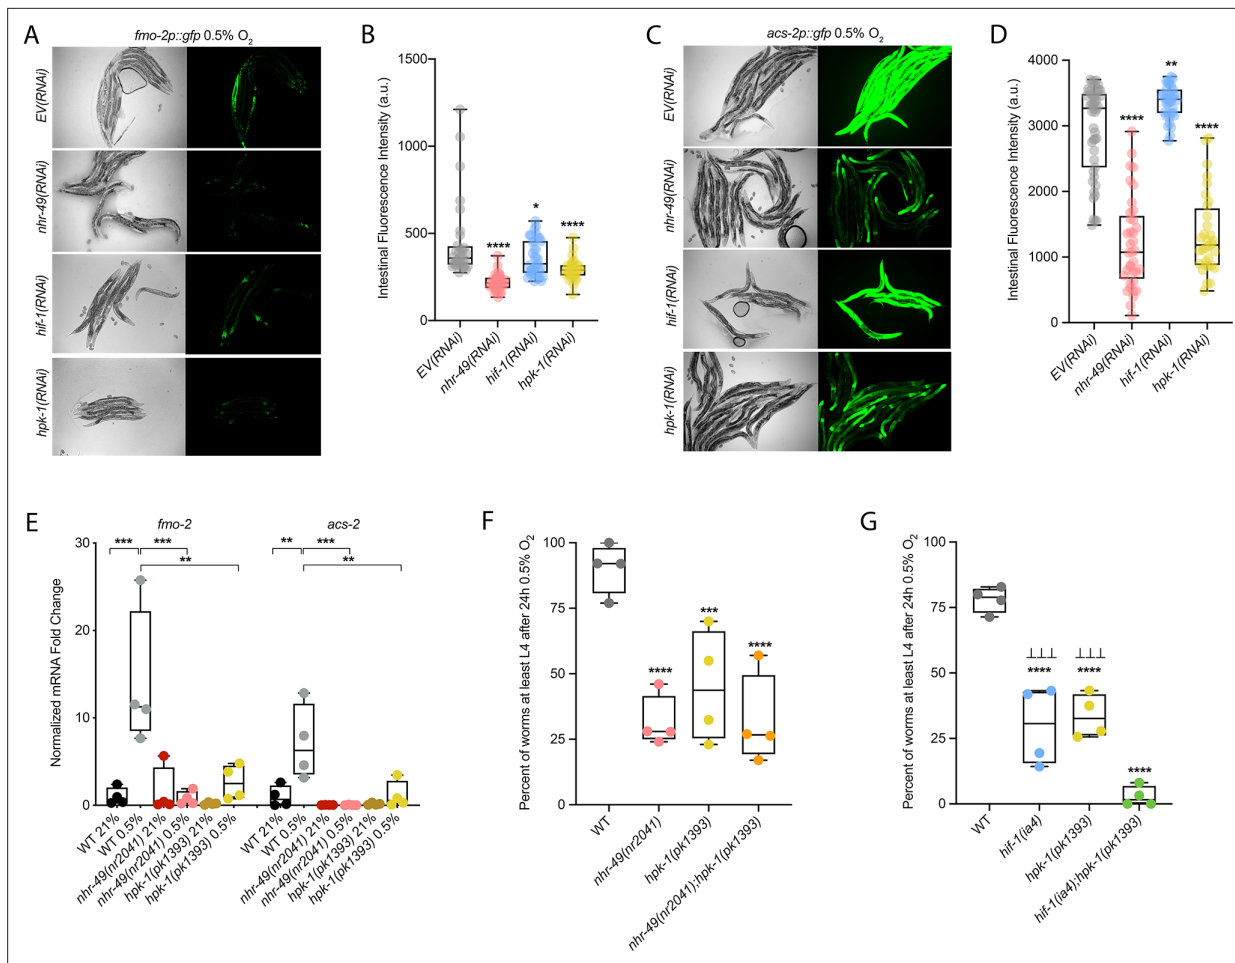 A
fmo-2p::gfp 0.5% O2
EV(RNAi)
nhr-49(RNAi)
hif-1(RNAi)
hpk-1(RNAi)
B
Intestinal Fluorescence Intensity (a.u.)
1500
1000
500
0
****
*
****
EV(RNAi)
nhr-49(RNAi)
hif-1(RNAi)
hpk-1(RNAi)
C
acs-2p::gfp 0.5% O2
EV(RNAi)
nhr-49(RNAi)
hif-1(RNAi)
hpk-1(RNAi)
D
Intestinal Fluorescence Intensity (a.u.)
4000
3000
2000
1000
0
****
**
****
EV(RNAi)
nhr-49(RNAi)
hif-1(RNAi)
hpk-1(RNAi)
E
fmo-2
acs-2
*** *** ** ***
** **
Normalized mRNA Fold Change
30
20
10
0
WT 21%
WT 0.5%
nhr-49(nr2041) 21%
nhr-49(nr2041) 0.5%
hpk-1(pk1393) 21%
hpk-1(pk1393) 0.5%
WT 21%
WT 0.5%
nhr-49(nr2041) 21%
nhr-49(nr2041) 0.5%
hpk-1(pk1393) 21%
hpk-1(pk1393) 0.5%
F
Percent of worms at least L4 after 24h 0.5% O2
100
75
50
25
0
****
***
****
WT
nhr-49(nr2041)
hpk-1(pk1393)
nhr-49(nr2041);hpk-1(pk1393)
G
Percent of worms at least L4 after 24h 0.5% O2
100
75
50
25
0
⊥⊥⊥ ⊥⊥⊥
**** ****
****
WT
hif-1(ia4)
hpk-1(pk1393)
hif-1(ia4);hpk-1(pk1393)